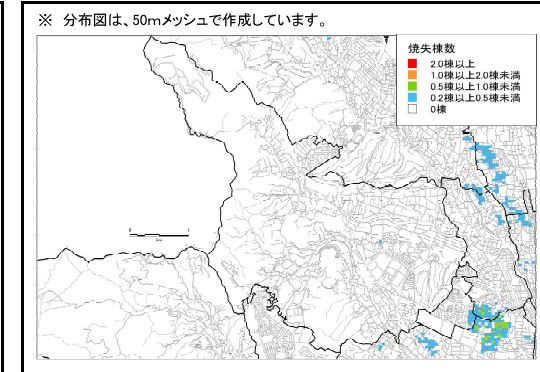 ※ 分布図は、50mメッシュで作成しています。
焼失棟数
2.0棟以上
1.0棟以上2.0棟未満
0.5棟以上1.0棟未満
0.2棟以上0.5棟未満
0棟